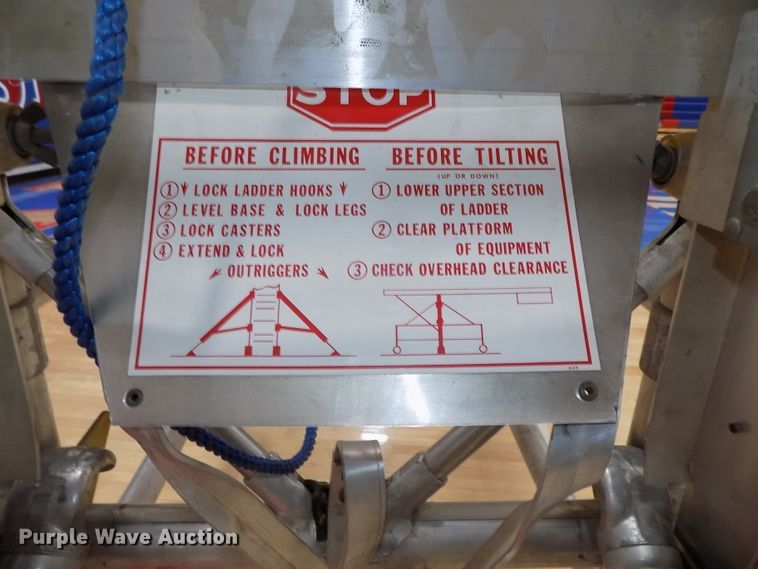 STOP
BEFORE CLIMBING
① LOCK LADDER HOOKS
② LEVEL BASE & LOCK LEGS
③ LOCK CASTERS
④ EXTEND & LOCK
OUTRIGGERS
BEFORE TILTING
(UP OR DOWN)
① LOWER UPPER SECTION
OF LADDER
② CLEAR PLATFORM
OF EQUIPMENT
③ CHECK OVERHEAD CLEARANCE
Purple Wave Auction